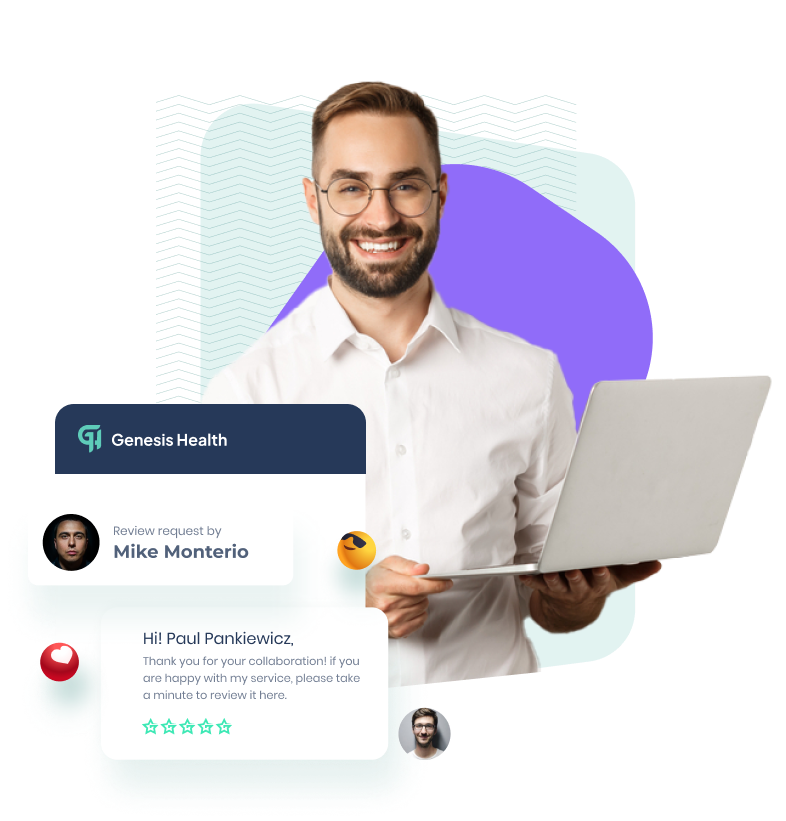 Genesis Health
Review request by
Mike Monterio
Hi! Paul Pankiewicz,
Thank you for your collaboration! if you
are happy with my service, please take
a minute to review it here.